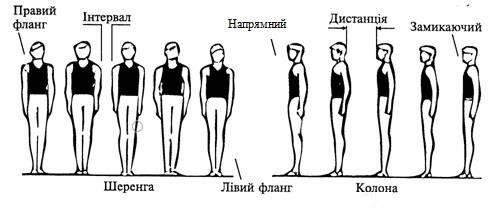 Правий
фланг
Інтервал
Напрямний
Дистанція
Замикаючий
Шеренга
Лівий фланг
Колона